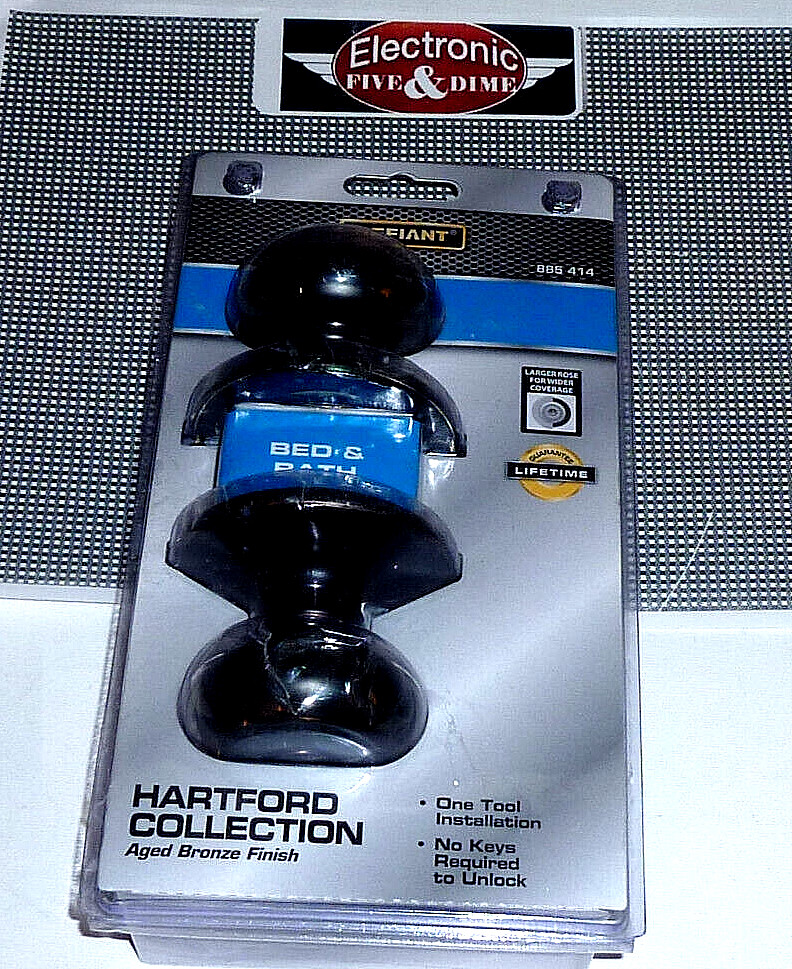 Electronic
FIVE & DIME
885 414
LARGER ROSE
FOR WIDER
COVERAGE
GUARANTEE
LIFETIME
BED & 
BATH
HARTFORD
COLLECTION
Aged Bronze Finish
• One Tool
Installation
• No Keys
Required
to Unlock